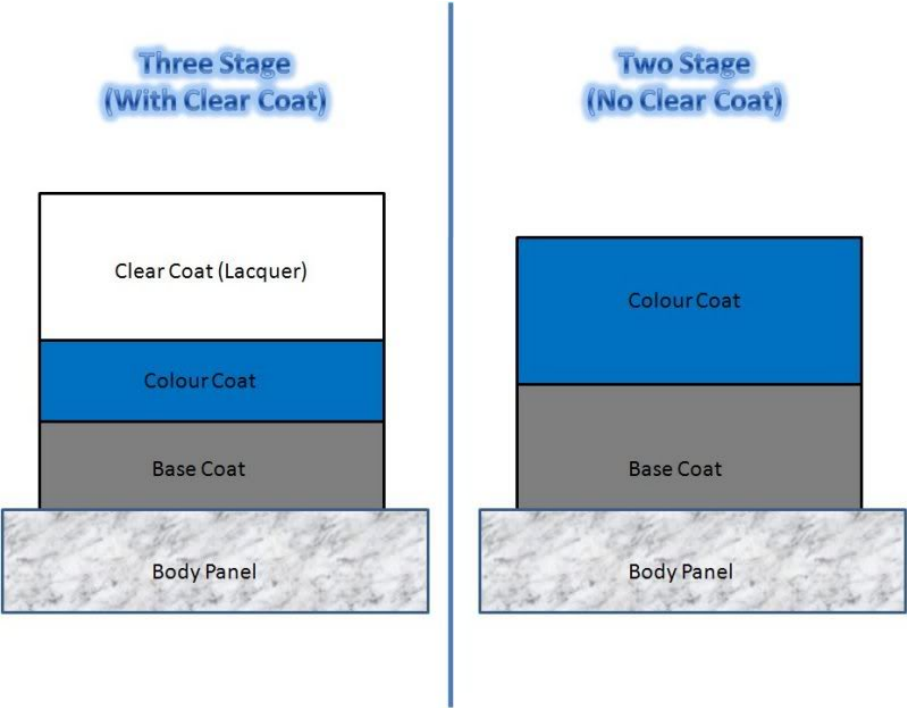 Three Stage
(With Clear Coat)
Clear Coat (Lacquer)
Colour Coat
Base Coat
Body Panel
Two Stage
(No Clear Coat)
Colour Coat
Base Coat
Body Panel